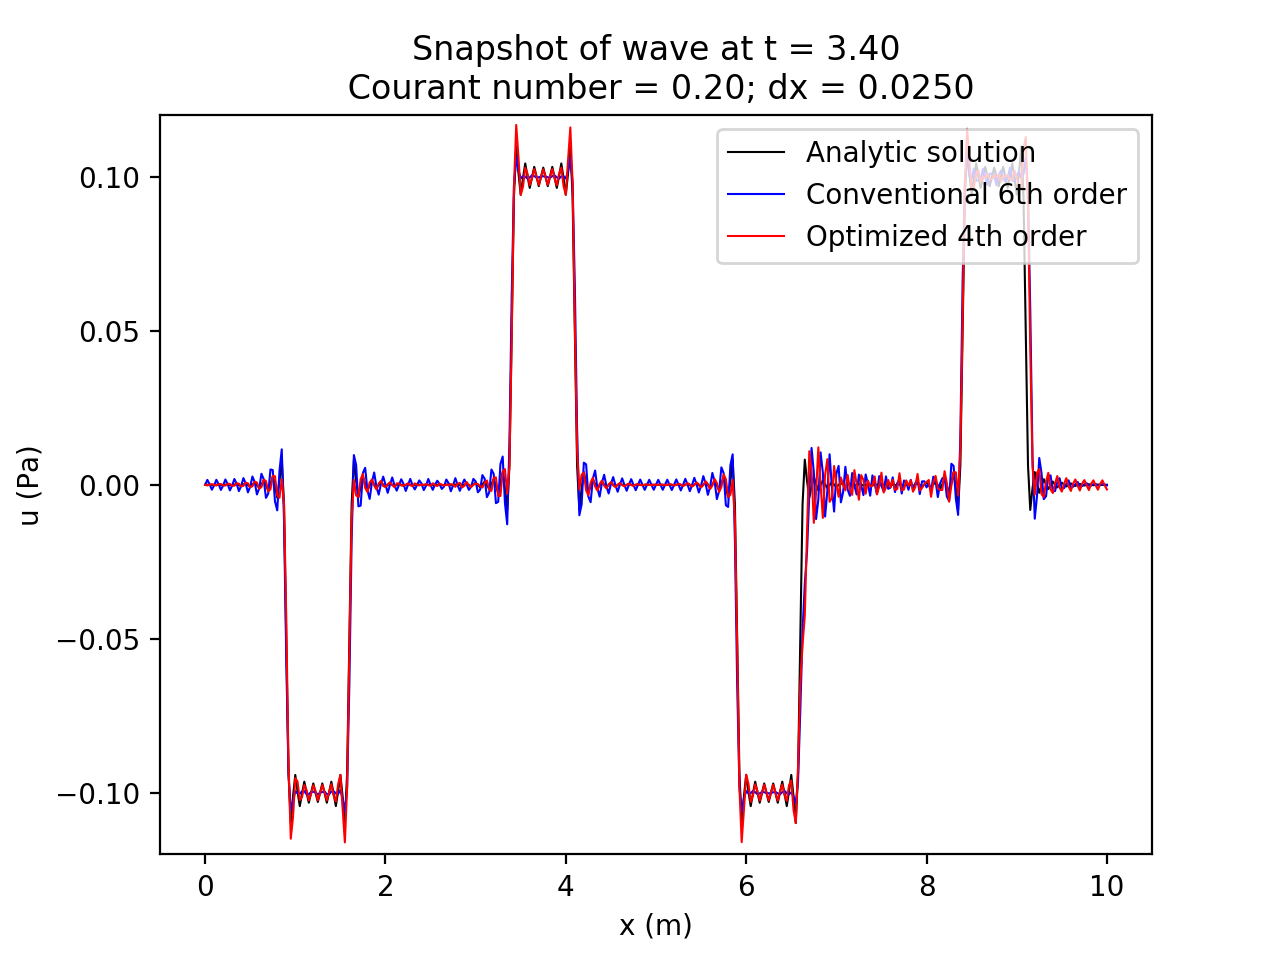 Snapshot of wave at t = 3.40
Courant number = 0.20; dx = 0.0250
Analytic solution
Conventional 6th order
Optimized 4th order
0.10
0.05
0.00
−0.05
−0.10
u (Pa)
0 2 4 6 8 10
x (m)